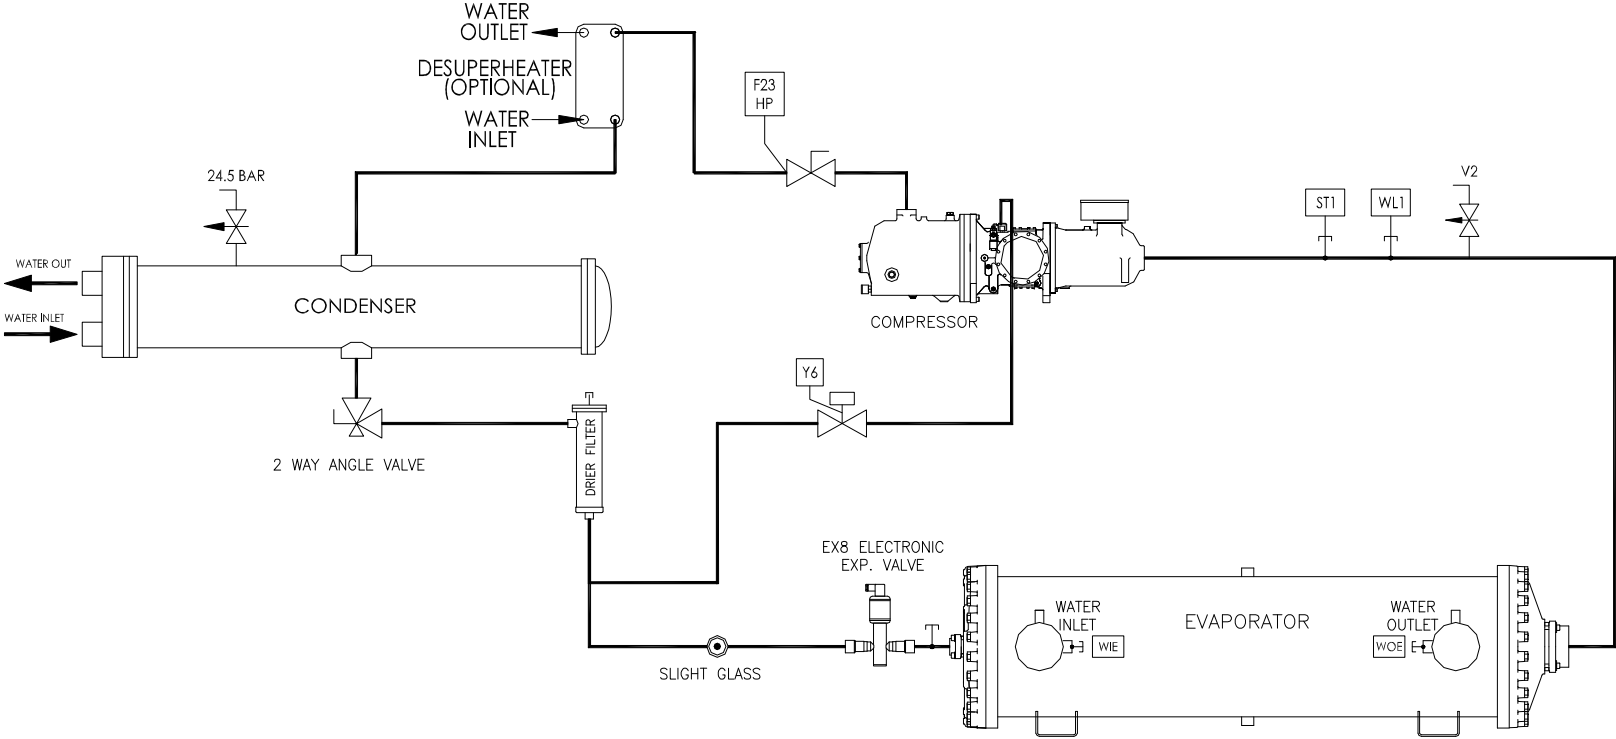 WATER
OUTLET
DESUPERHEATER
(OPTIONAL)
WATER
INLET
F23
HP
24.5 BAR
V2
ST1
WL1
WATER OUT
CONDENSER
WATER INLET
COMPRESSOR
Y6
2 WAY ANGLE VALVE
DRIER FILTER
EX8 ELECTRONIC
EXP. VALVE
WATER
INLET
EVAPORATOR
WATER
OUTLET
WIE
WOE
SLIGHT GLASS